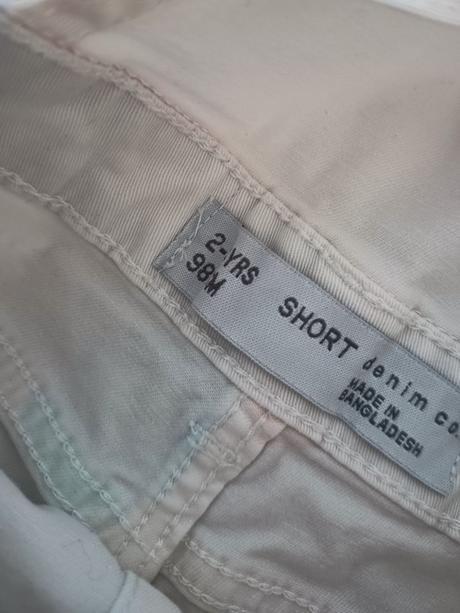 2-YRS
98M
SHORT denim co.
MADE IN
BANGLADESH